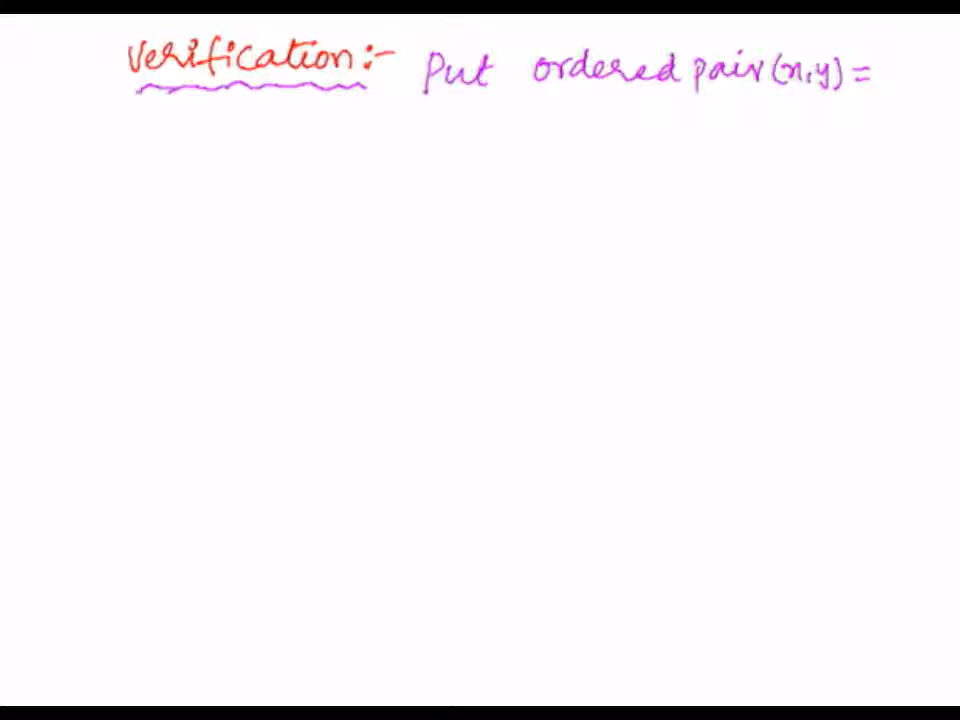 Verification:- Put ordered pair (x,y) =